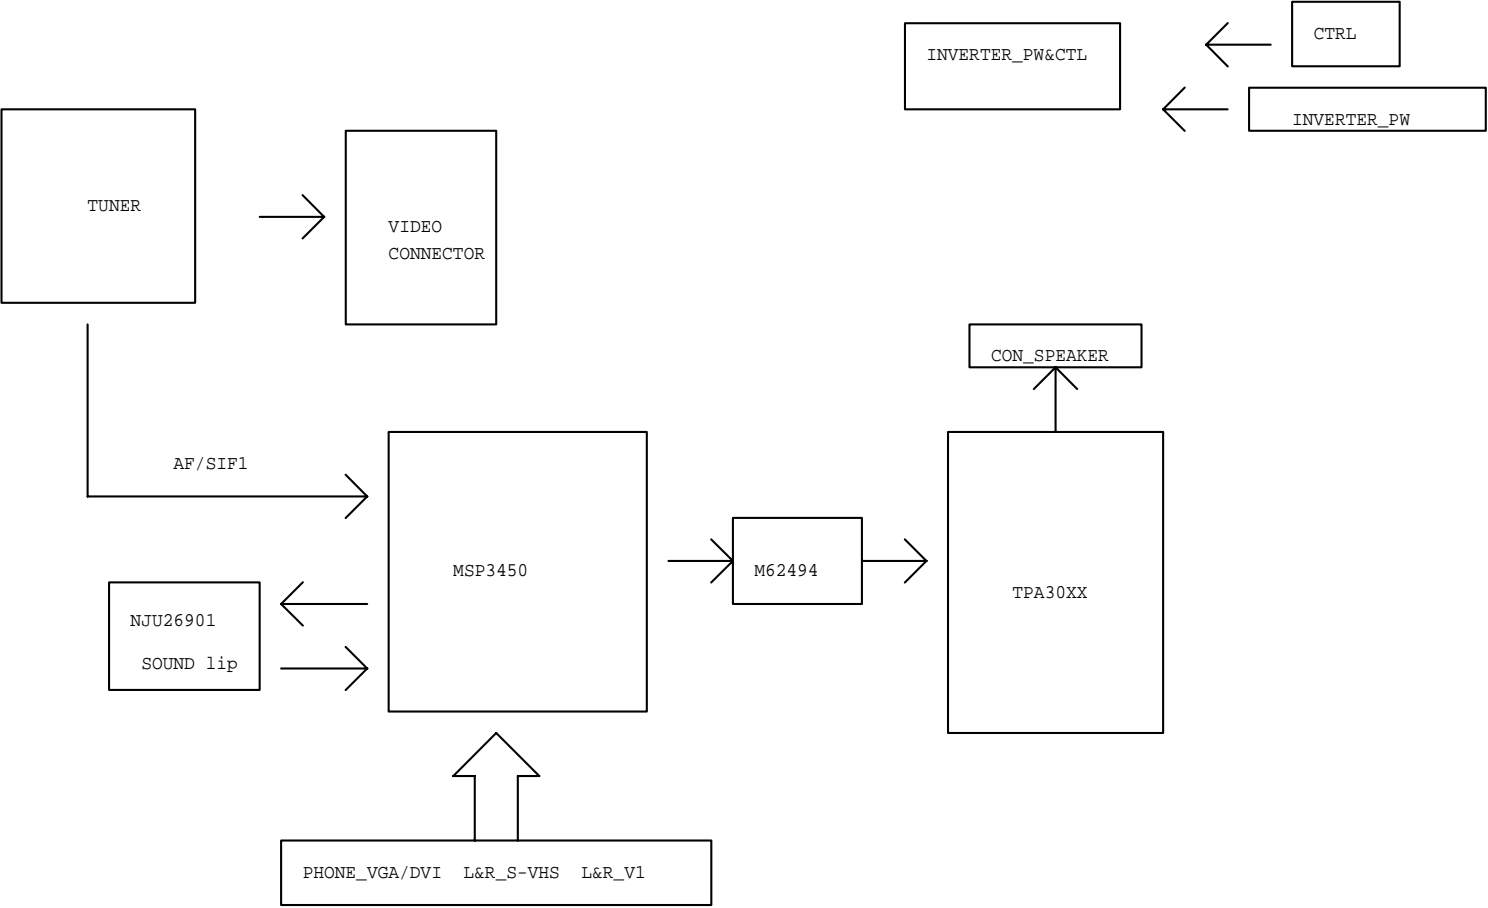 CTRL
INVERTER_PW&CTL
INVERTER_PW
TUNER
VIDEO
CONNECTOR
CON_SPEAKER
AF/SIF1
MSP3450
M62494
TPA30XX
NJU26901
SOUND lip
PHONE_VGA/DVI L&R_S-VHS L&R_V1